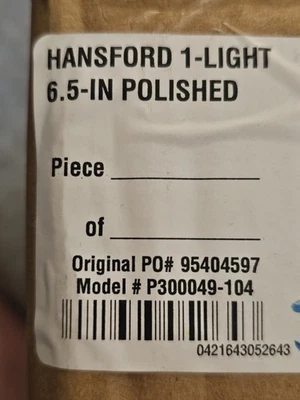 HANSFORD 1-LIGHT
6.5-IN POLISHED
Piece
of
Original PO# 95404597
Model # P300049-104
0421643052643